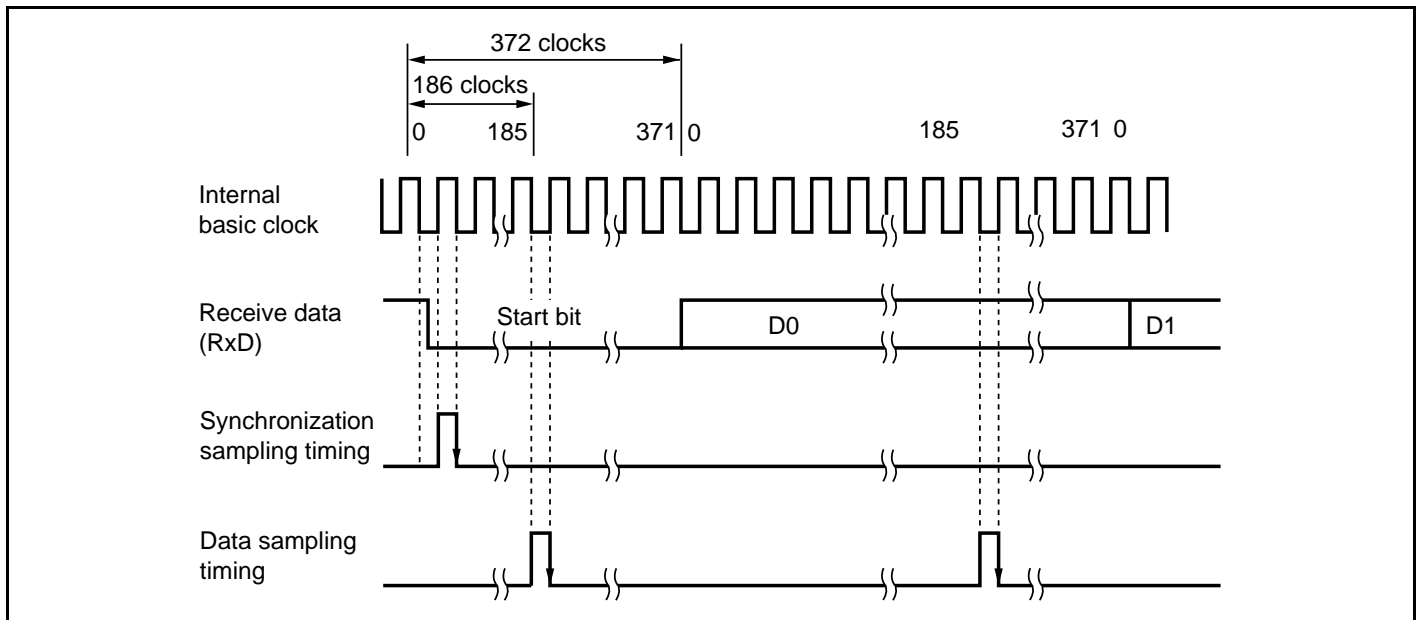 372 clocks
186 clocks
0 185 371 0 185 371 0
Internal
basic clock
Receive data
(RxD)
Start bit
D0
D1
Synchronization
sampling timing
Data sampling
timing